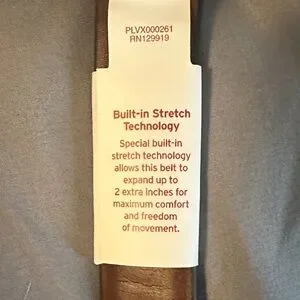 PLVX000261
RN129919
Built-in Stretch
Technology
Special built-in
stretch technology
allows this belt to
expand up to
2 extra inches for
maximum comfort
and freedom
of movement.